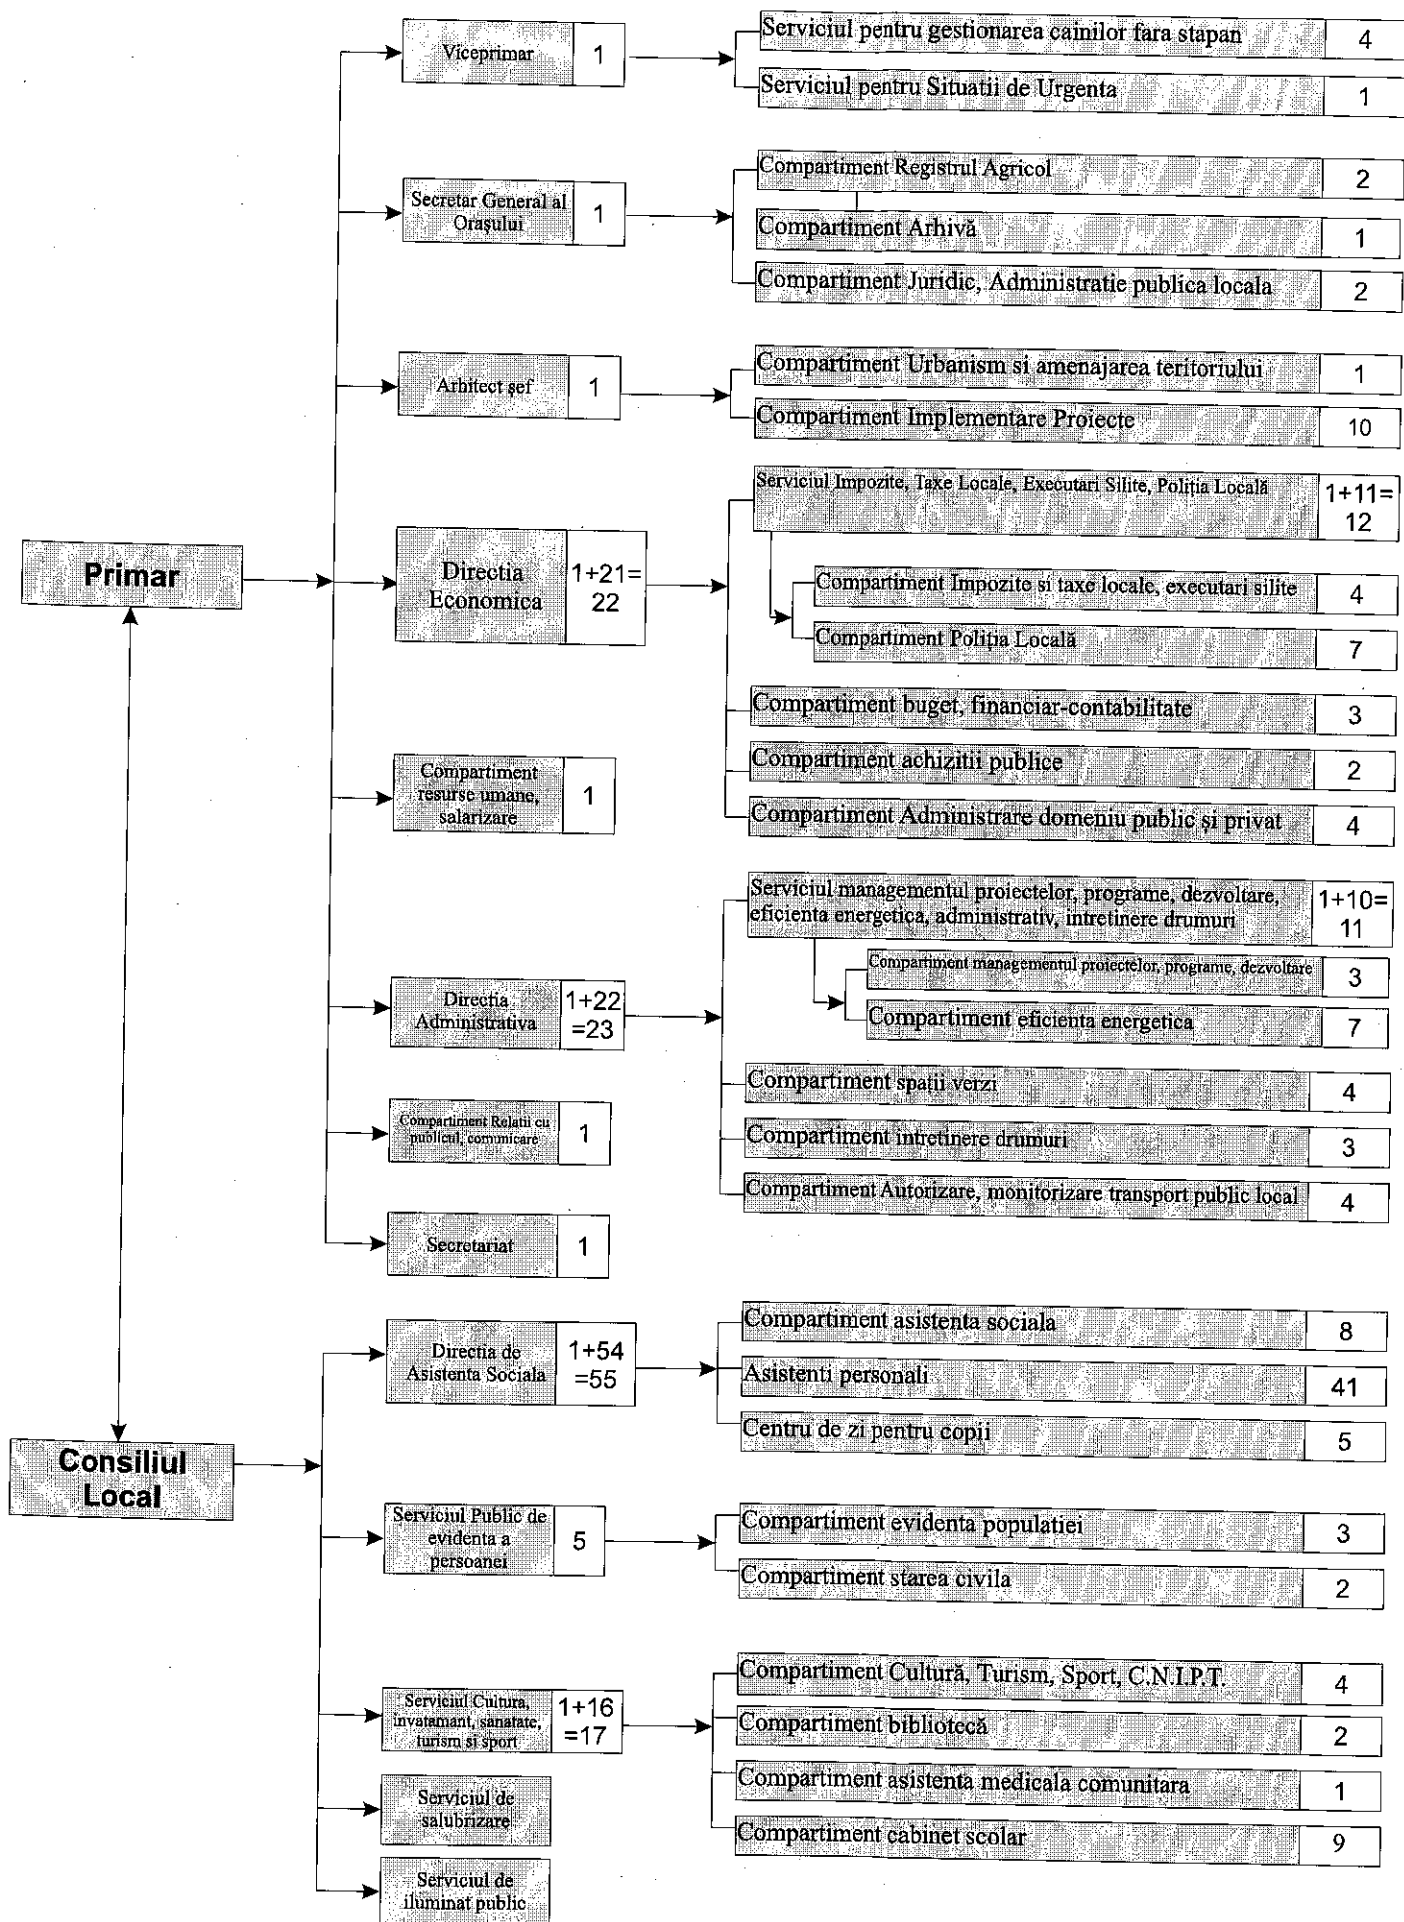 Viceprimar
1
Serviciul pentru gestionarea cainilor fara stapan
4
Serviciul pentru Situatii de Urgenta
1
Secretar General al
Orașului
1
Compartiment Registrul Agricol
2
Compartiment Arhivă
1
Compartiment Juridic, Administratie publica locala
2
Arhitect șef
1
Compartiment Urbanism si amenajarea teritoriului
1
Compartiment Implementare Proiecte
10
Primar
Directia
Economica
1+21=
22
Serviciul Impozite, Taxe Locale, Executari Silite, Poliția Locală
1+11=
12
Compartiment Impozite si taxe locale, executari silite
4
Compartiment Poliția Locală
7
Compartiment buget, financiar-contabilitate
3
Compartiment achizitii publice
2
Compartiment Administrare domeniu public și privat
4
Compartiment
resurse umane,
salarizare
1
Directia
Administrativa
1+22
=23
Serviciul managementul proiectelor, programe, dezvoltare,
eficienta energetica, administrativ, intretinere drumuri
1+10=
11
Compartiment managementul proiectelor, programe, dezvoltare
3
Compartiment eficienta energetica
7
Compartiment spații verzi
4
Compartiment intretinere drumuri
3
Compartiment Autorizare, monitorizare transport public local
4
Compartiment Relatii cu
publicul, comunicare
1
Secretariat
1
Consiliul
Local
Directia de
Asistenta Sociala
1+54
=55
Compartiment asistenta sociala
8
Asistenti personali
41
Centru de zi pentru copii
5
Serviciul Public de
evidenta a
persoanei
5
Compartiment evidenta populatiei
3
Compartiment starea civila
2
Serviciul Cultura,
invatamant, sanatate,
turism si sport
1+16
=17
Compartiment Cultură, Turism, Sport, C.N.I.P.T.
4
Compartiment bibliotecă
2
Compartiment asistenta medicala comunitara
1
Compartiment cabinet scolar
9
Serviciul de
salubrizare
Serviciul de
iluminat public